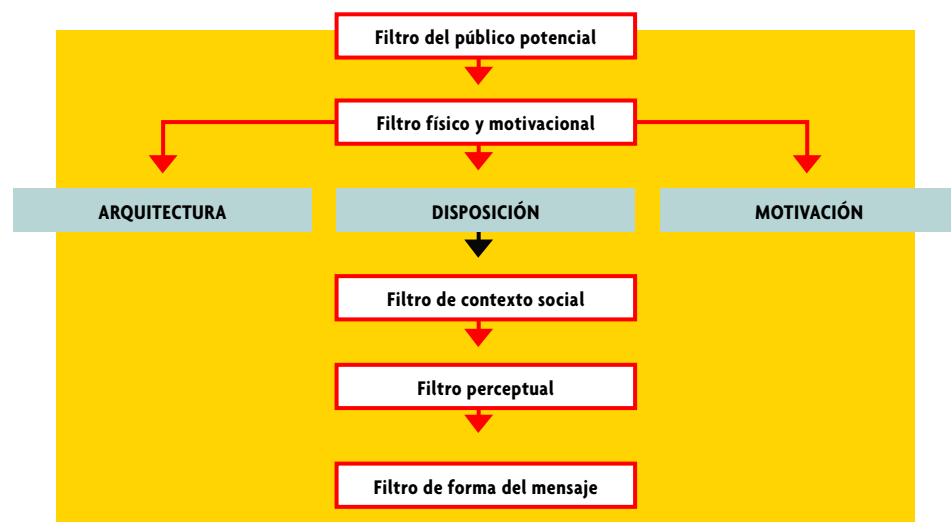 Filtro del público potencial
Filtro físico y motivacional
ARQUITECTURA
DISPOSICIÓN
MOTIVACIÓN
Filtro de contexto social
Filtro perceptual
Filtro de forma del mensaje